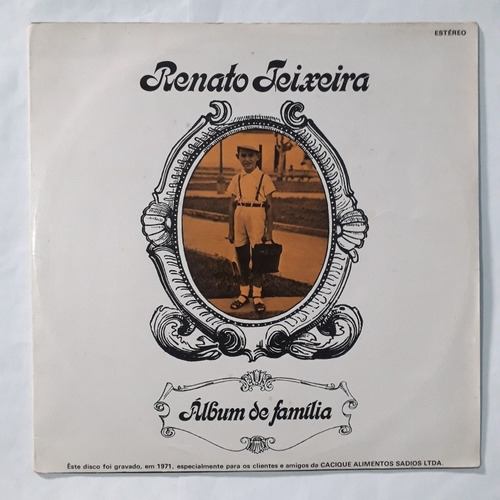 ESTÉREO
Renato Teixeira
Álbum de família
Êste disco foi gravado, em 1971, especialmente para os clientes e amigos da CACIQUE ALIMENTOS SADIOS LTDA.